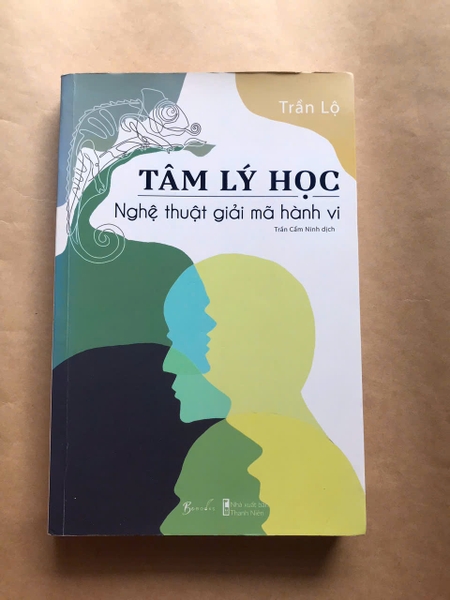 Trần Lộ
TÂM LÝ HỌC
Nghệ thuật giải mã hành vi
Trần Cẩm Ninh dịch
Nhà xuất bản
Thanh Niên